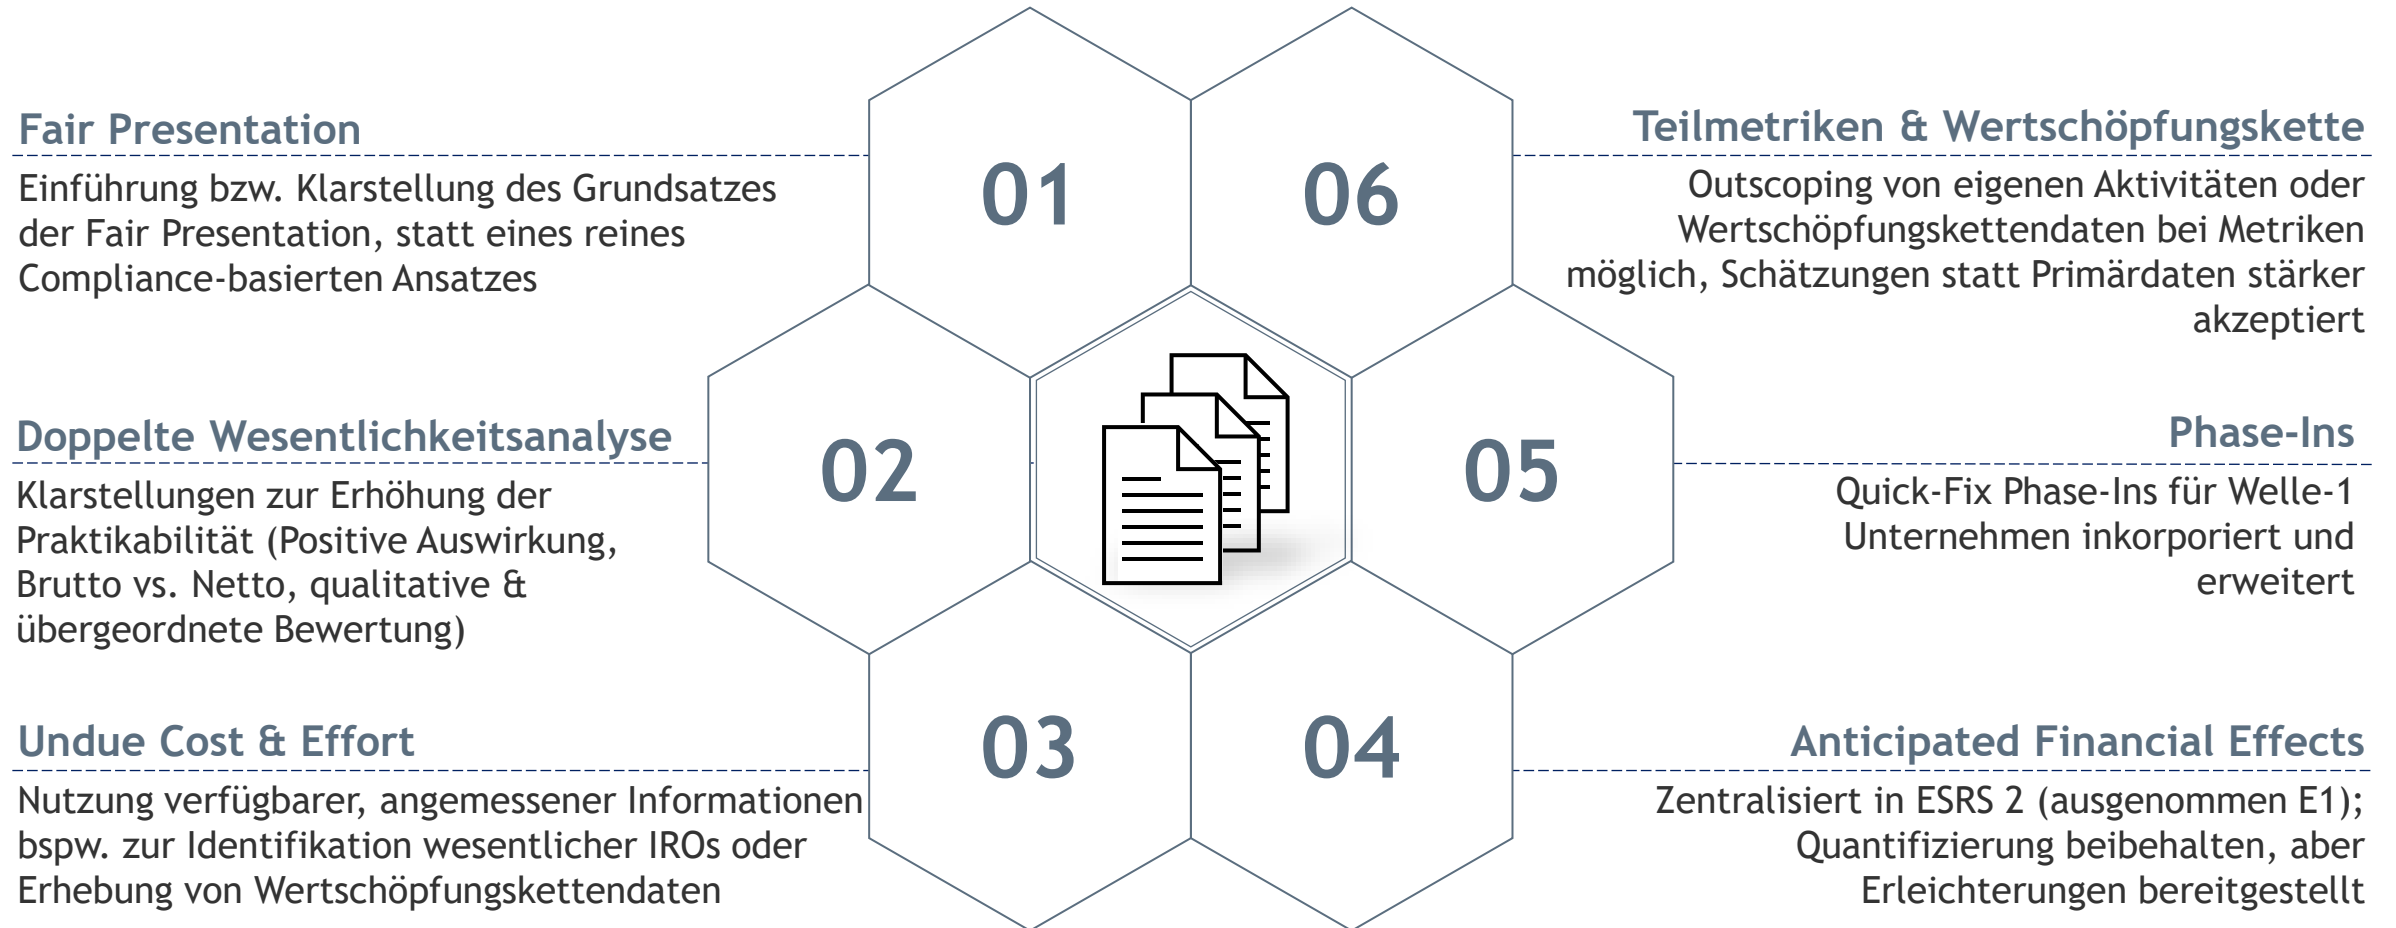 Fair Presentation
Einführung bzw. Klarstellung des Grundsatzes
der Fair Presentation, statt eines reines
Compliance-basierten Ansatzes
01
Doppelte Wesentlichkeitsanalyse
Klarstellungen zur Erhöhung der
Praktikabilität (Positive Auswirkung,
Brutto vs. Netto, qualitative &
übergeordnete Bewertung)
02
Undue Cost & Effort
Nutzung verfügbarer, angemessener Informationen
bspw. zur Identifikation wesentlicher IROs oder
Erhebung von Wertschöpfungskettendaten
03
04
Anticipated Financial Effects
Zentralisiert in ESRS 2 (ausgenommen E1);
Quantifizierung beibehalten, aber
Erleichterungen bereitgestellt
05
Phase-Ins
Quick-Fix Phase-Ins für Welle-1
Unternehmen inkorporiert und
erweitert
06
Teilmetriken & Wertschöpfungskette
Outscoping von eigenen Aktivitäten oder
Wertschöpfungskettendaten bei Metriken
möglich, Schätzungen statt Primärdaten stärker
akzeptiert